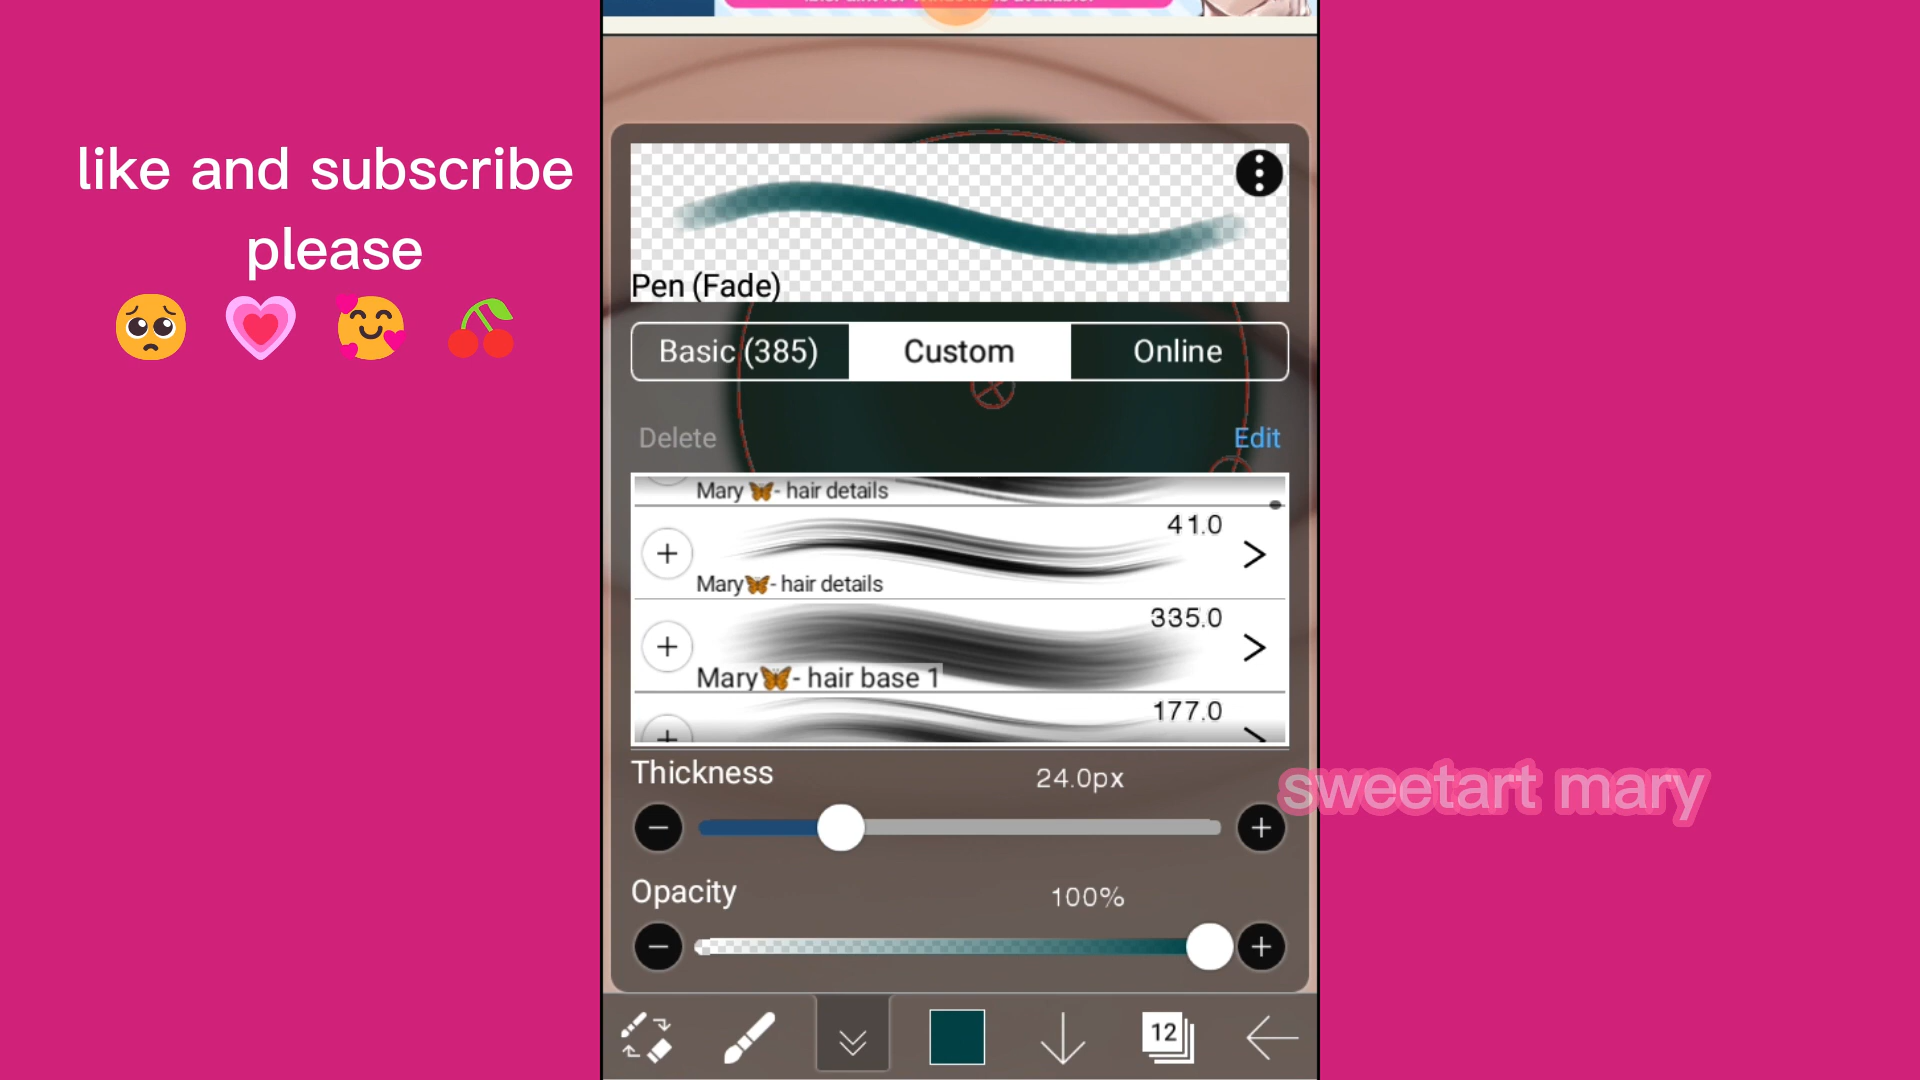 like and subscribe
please
Pen (Fade)
Basic (385)
Custom
Online
Delete
Edit
Mary 🦋- hair details
41.0
Mary🦋- hair details
335.0
Mary🦋- hair base 1
177.0
Thickness
24.0px
sweetart mary
Opacity
100%
12